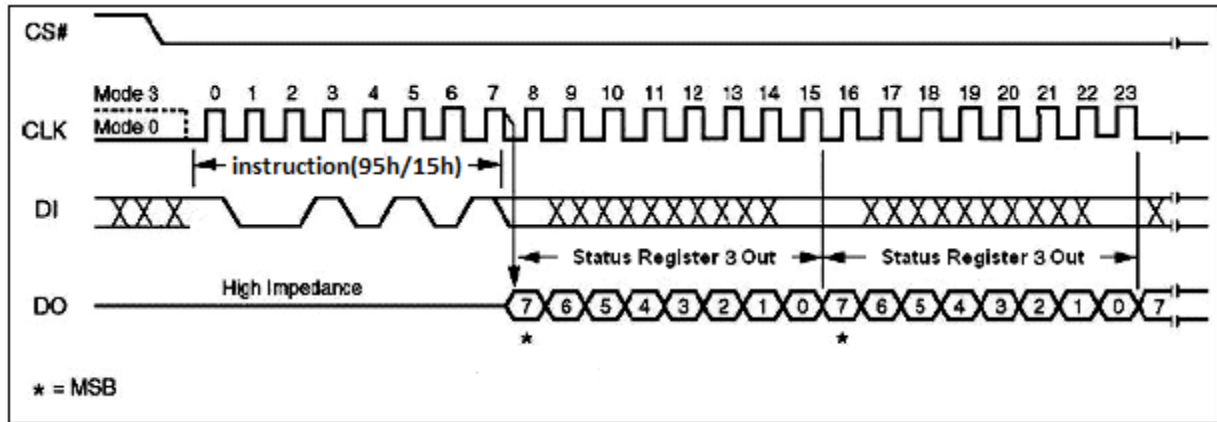 CS#
Mode 3 0 1 2 3 4 5 6 7 8 9 10 11 12 13 14 15 16 17 18 19 20 21 22 23
CLK Mode 0
instruction(95h/15h)
DI
Status Register 3 Out Status Register 3 Out
High Impedance
DO 7 6 5 4 3 2 1 0 7 6 5 4 3 2 1 0 7
* *
* = MSB